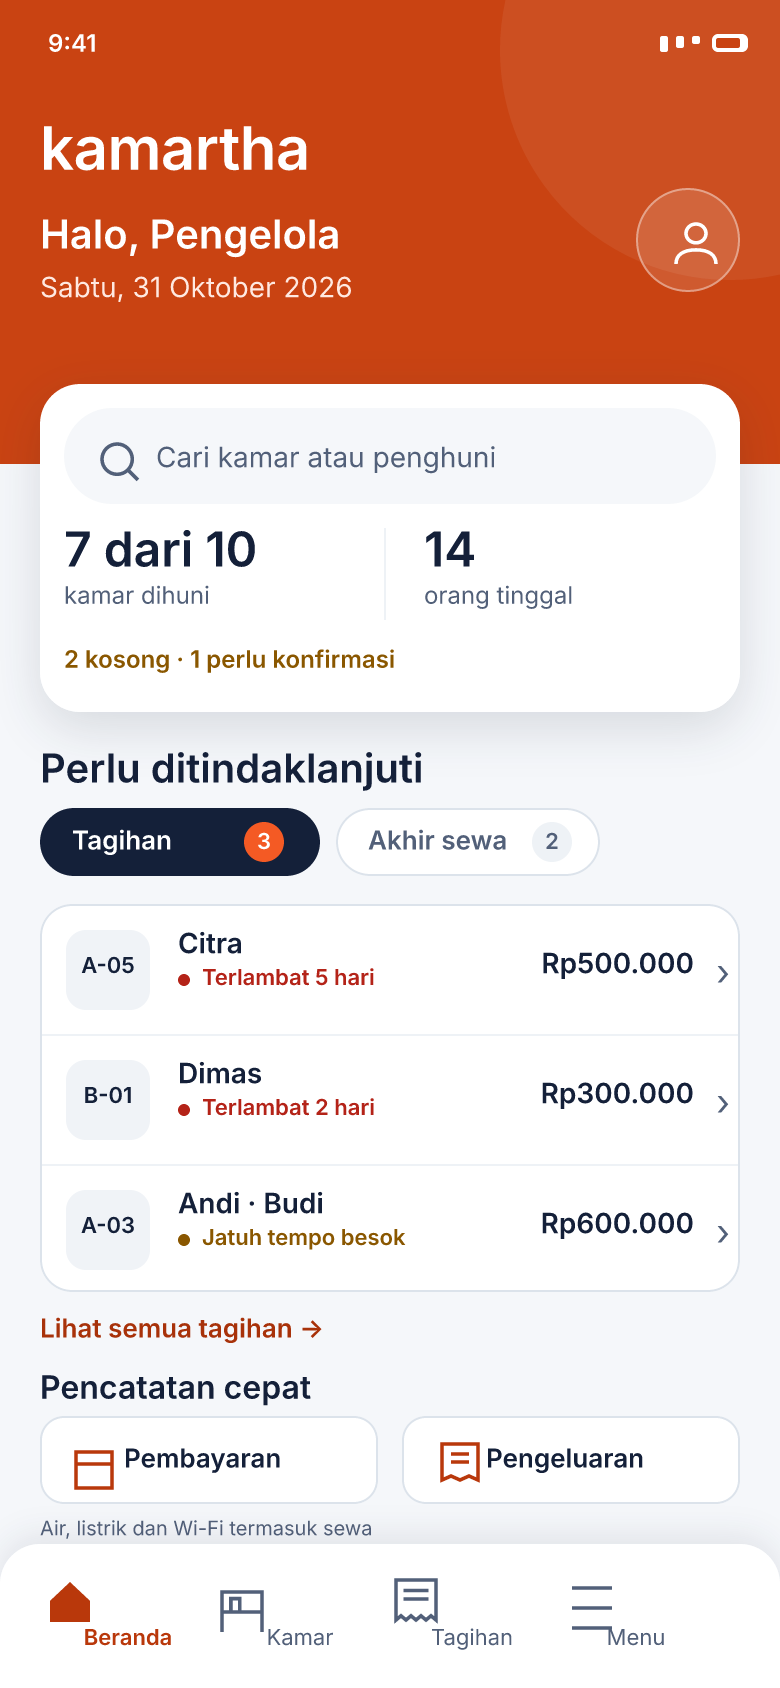 9:41
kamartha
Halo, Pengelola
Sabtu, 31 Oktober 2026
Cari kamar atau penghuni
7 dari 10
kamar dihuni
14
orang tinggal
2 kosong · 1 perlu konfirmasi
Perlu ditindaklanjuti
Tagihan 3
Akhir sewa 2
A-05
Citra
Terlambat 5 hari
Rp500.000
B-01
Dimas
Terlambat 2 hari
Rp300.000
A-03
Andi · Budi
Jatuh tempo besok
Rp600.000
Lihat semua tagihan →
Pencatatan cepat
Pembayaran
Pengeluaran
Air, listrik dan Wi-Fi termasuk sewa
Beranda
Kamar
Tagihan
Menu